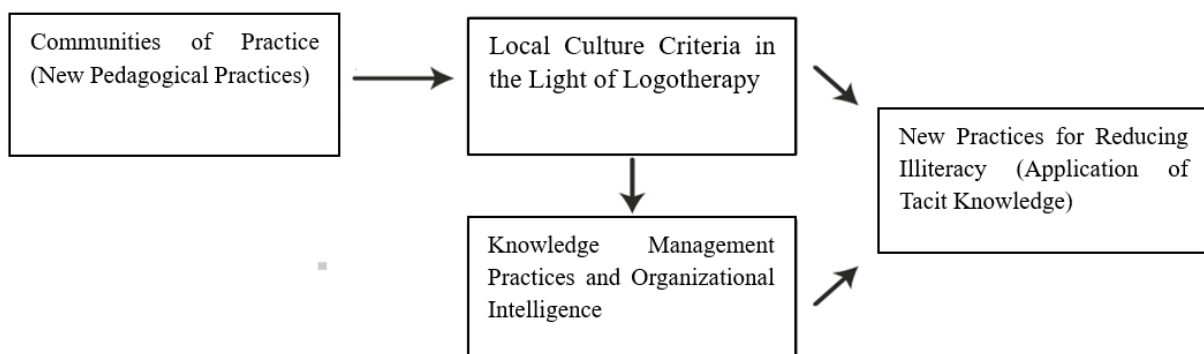 Communities of Practice
(New Pedagogical Practices)
Local Culture Criteria in
the Light of Logotherapy
New Practices for Reducing
Illiteracy (Application of
Tacit Knowledge)
Knowledge Management
Practices and Organizational
Intelligence